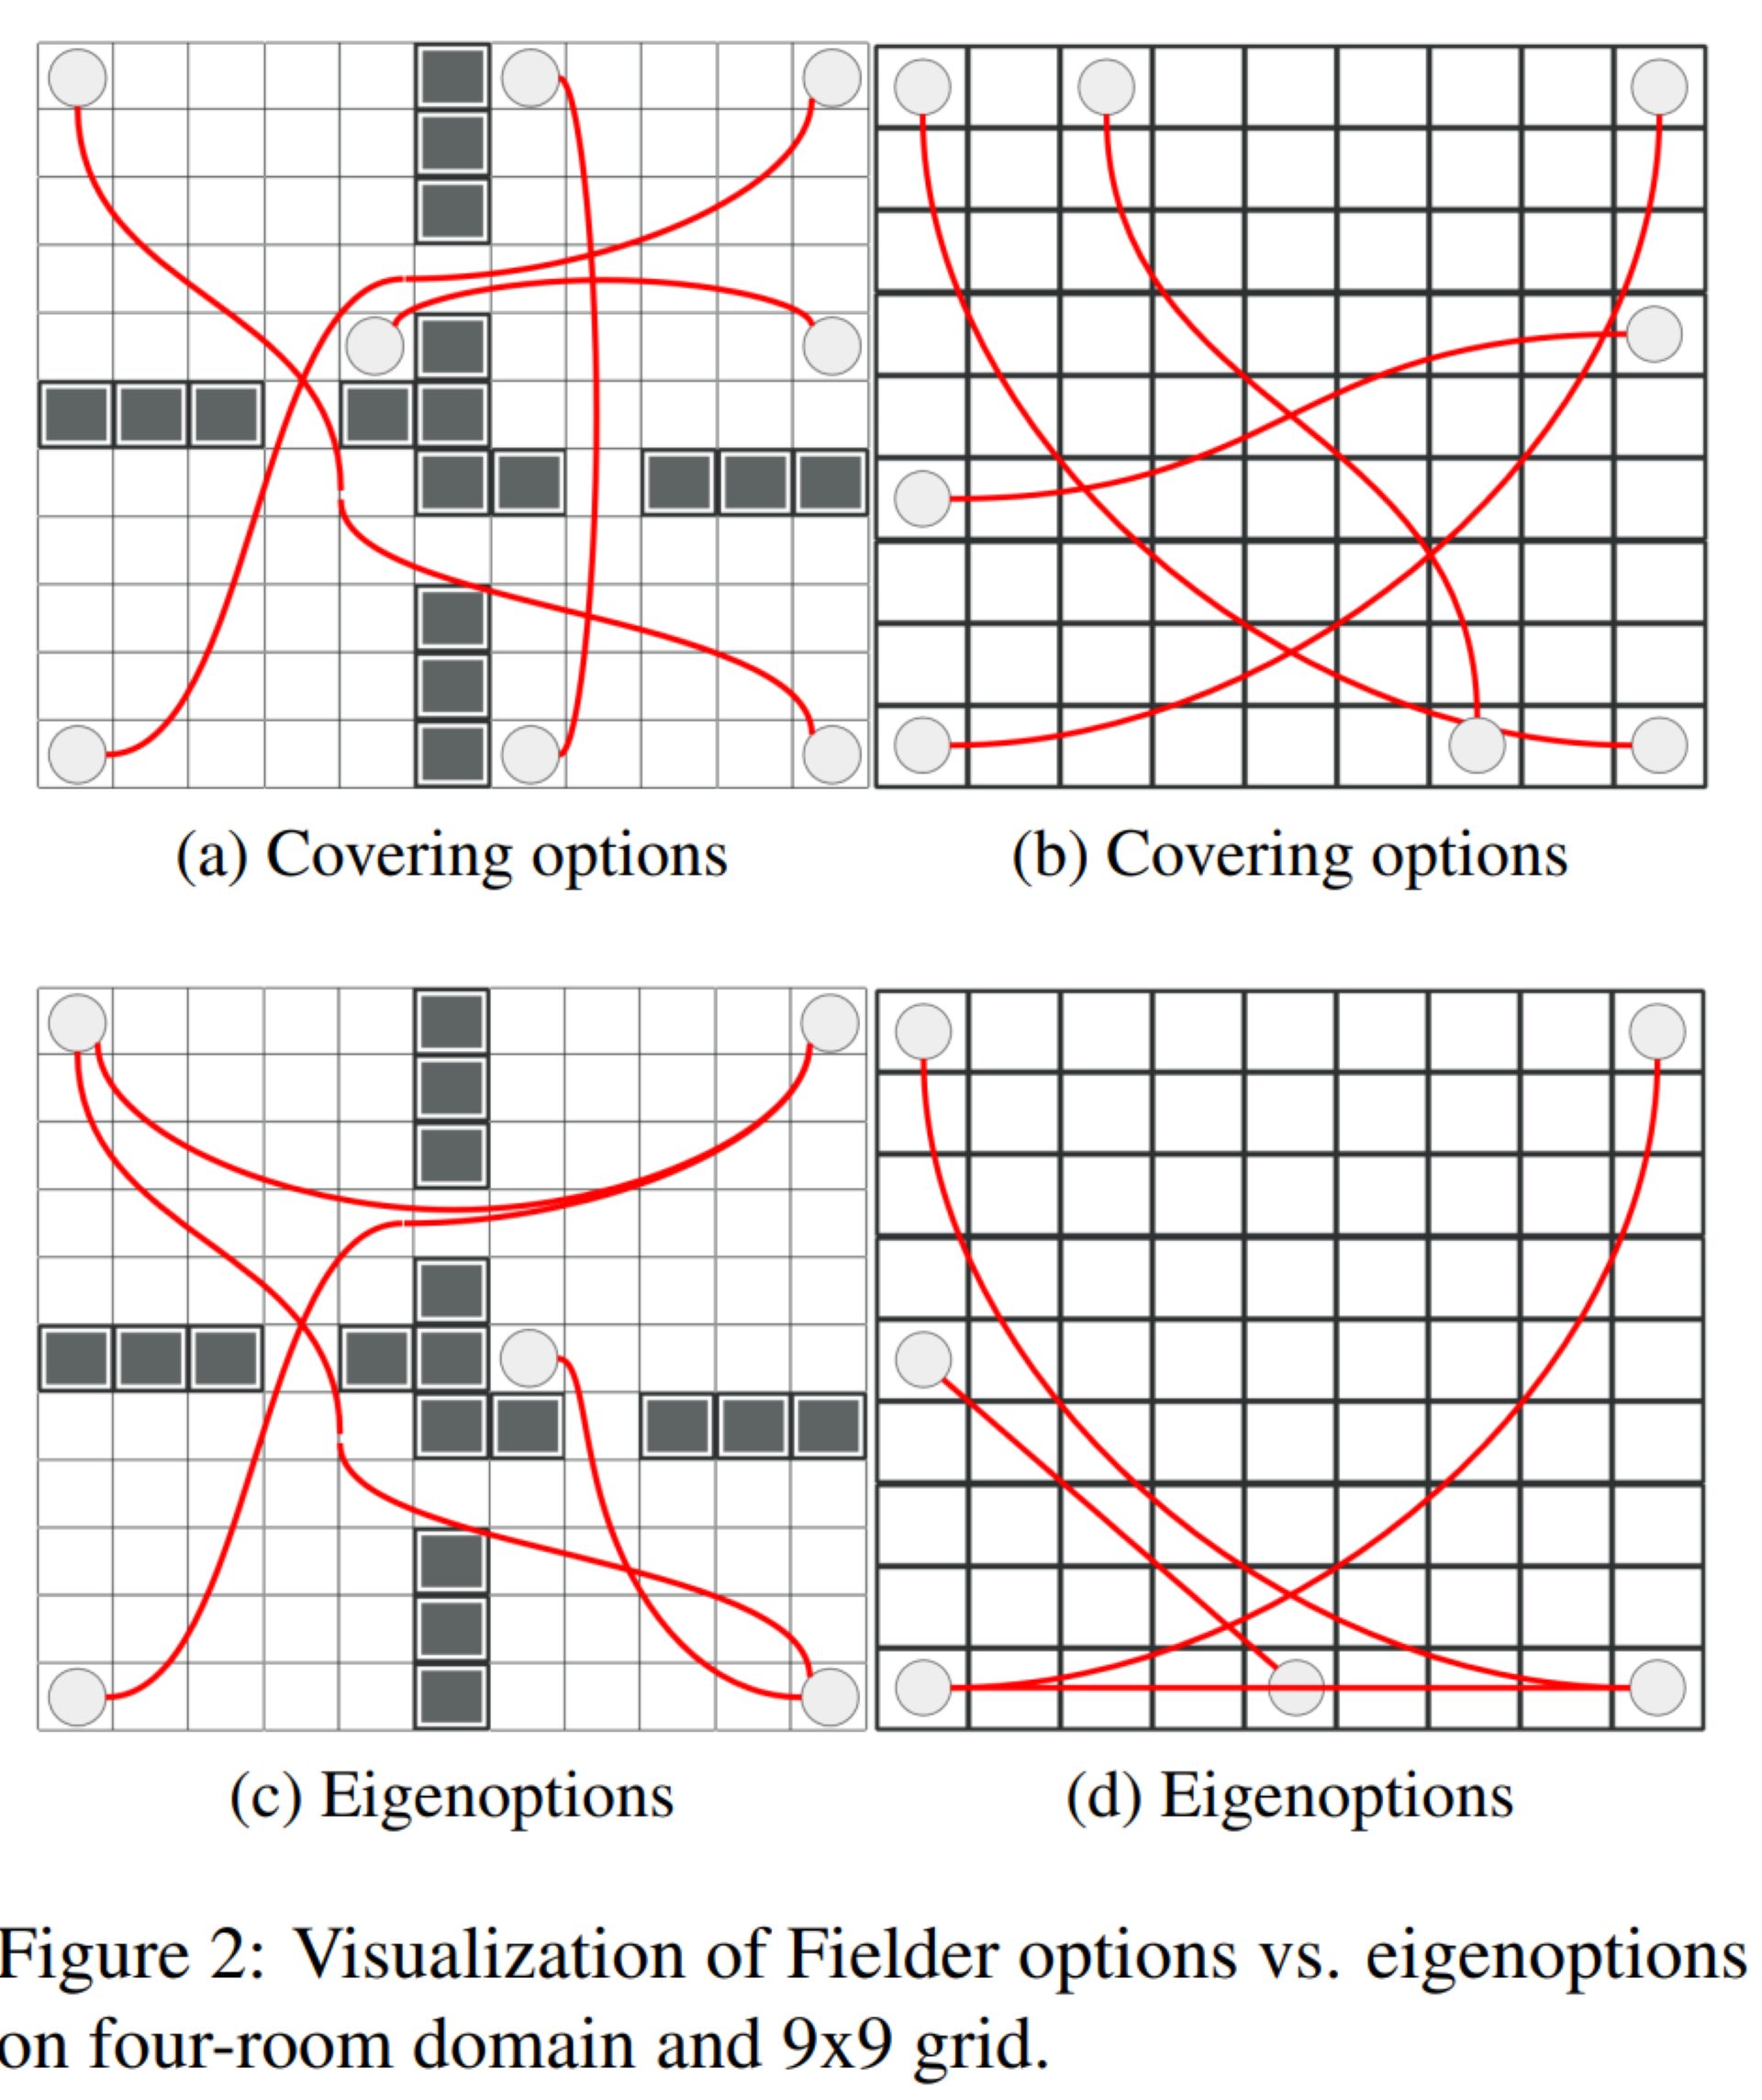 (a) Covering options
(b) Covering options
(c) Eigenoptions
(d) Eigenoptions
Figure 2: Visualization of Fielder options vs. eigenoptions
on four-room domain and 9x9 grid.